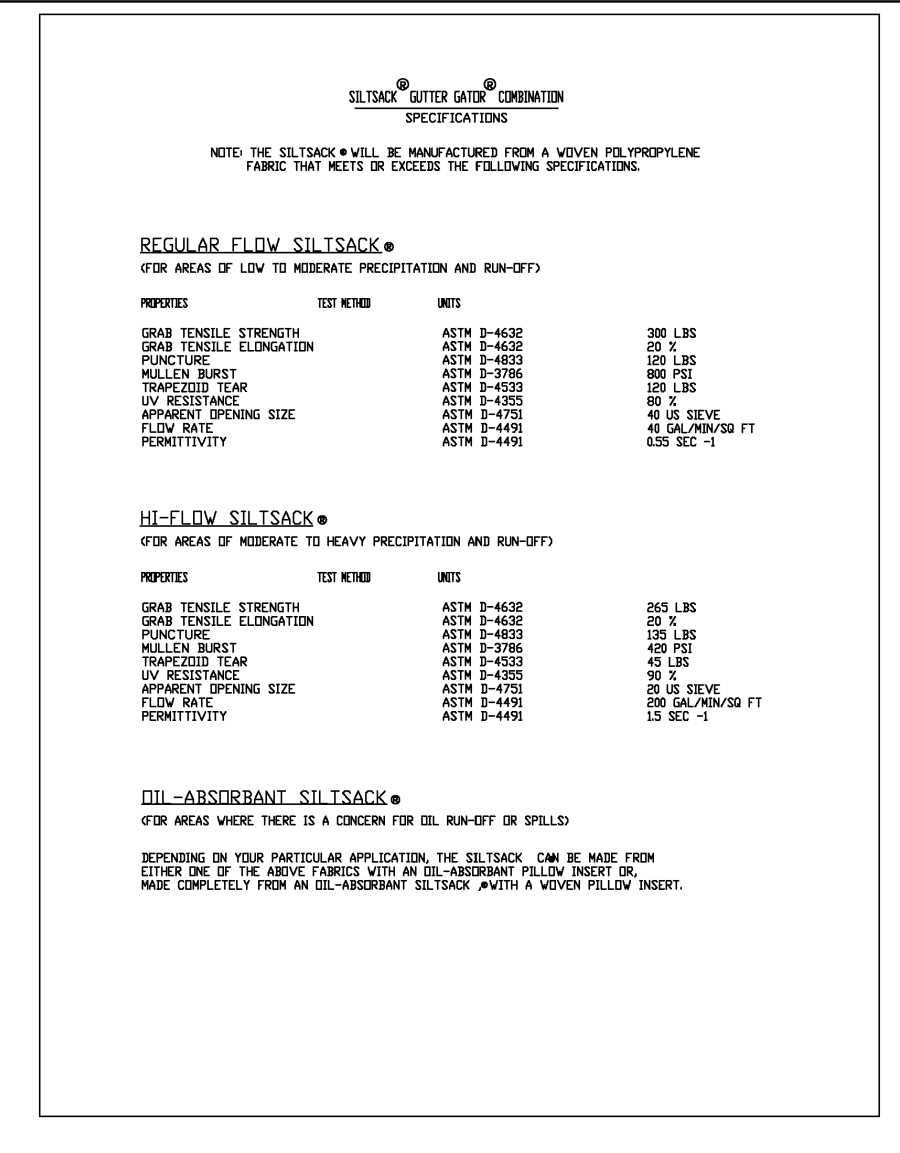 SILTSACK® GUTTER GATOR® COMBINATION
SPECIFICATIONS
NOTE: THE SILTSACK ® WILL BE MANUFACTURED FROM A WOVEN POLYPROPYLENE
FABRIC THAT MEETS OR EXCEEDS THE FOLLOWING SPECIFICATIONS.
REGULAR FLOW SILTSACK ®
(FOR AREAS OF LOW TO MODERATE PRECIPITATION AND RUN-OFF)
PROPERTIES TEST METHOD UNITS
GRAB TENSILE STRENGTH ASTM D-4632 300 LBS
GRAB TENSILE ELONGATION ASTM D-4632 20 %
PUNCTURE ASTM D-4833 120 LBS
MULLEN BURST ASTM D-3786 800 PSI
TRAPEZOID TEAR ASTM D-4533 120 LBS
UV RESISTANCE ASTM D-4355 80 %
APPARENT OPENING SIZE ASTM D-4751 40 US SIEVE
FLOW RATE ASTM D-4491 40 GAL/MIN/SQ FT
PERMITTIVITY ASTM D-4491 0.55 SEC -1
HI-FLOW SILTSACK ®
(FOR AREAS OF MODERATE TO HEAVY PRECIPITATION AND RUN-OFF)
PROPERTIES TEST METHOD UNITS
GRAB TENSILE STRENGTH ASTM D-4632 265 LBS
GRAB TENSILE ELONGATION ASTM D-4632 20 %
PUNCTURE ASTM D-4833 135 LBS
MULLEN BURST ASTM D-3786 420 PSI
TRAPEZOID TEAR ASTM D-4533 45 LBS
UV RESISTANCE ASTM D-4355 90 %
APPARENT OPENING SIZE ASTM D-4751 20 US SIEVE
FLOW RATE ASTM D-4491 200 GAL/MIN/SQ FT
PERMITTIVITY ASTM D-4491 1.5 SEC -1
OIL-ABSORBANT SILTSACK ®
(FOR AREAS WHERE THERE IS A CONCERN FOR OIL RUN-OFF OR SPILLS)
DEPENDING ON YOUR PARTICULAR APPLICATION, THE SILTSACK CAN BE MADE FROM
EITHER ONE OF THE ABOVE FABRICS WITH AN OIL-ABSORBANT PILLOW INSERT OR,
MADE COMPLETELY FROM AN OIL-ABSORBANT SILTSACK ,® WITH A WOVEN PILLOW INSERT.